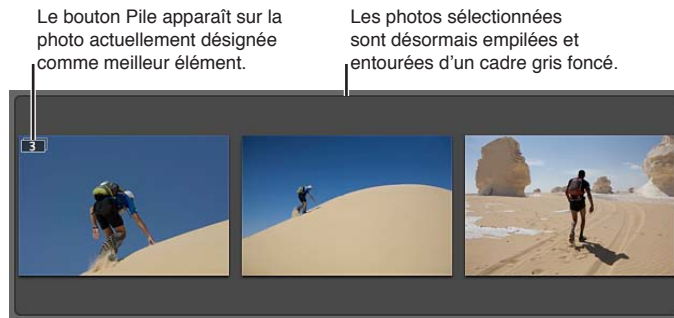 Le bouton Pile apparaît sur la
photo actuellement désignée
comme meilleur élément.
Les photos sélectionnées
sont désormais empilées et
entourées d’un cadre gris foncé.
3